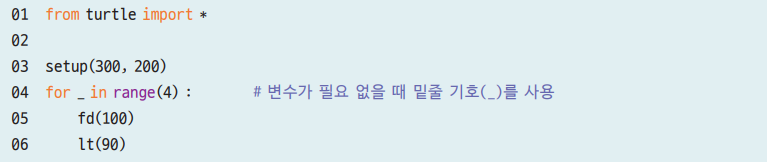 01 from turtle import *
02
03 setup(300, 200)
04 for _ in range(4) : # 변수가 필요 없을 때 밑줄 기호(_)를 사용
05 fd(100)
06 lt(90)